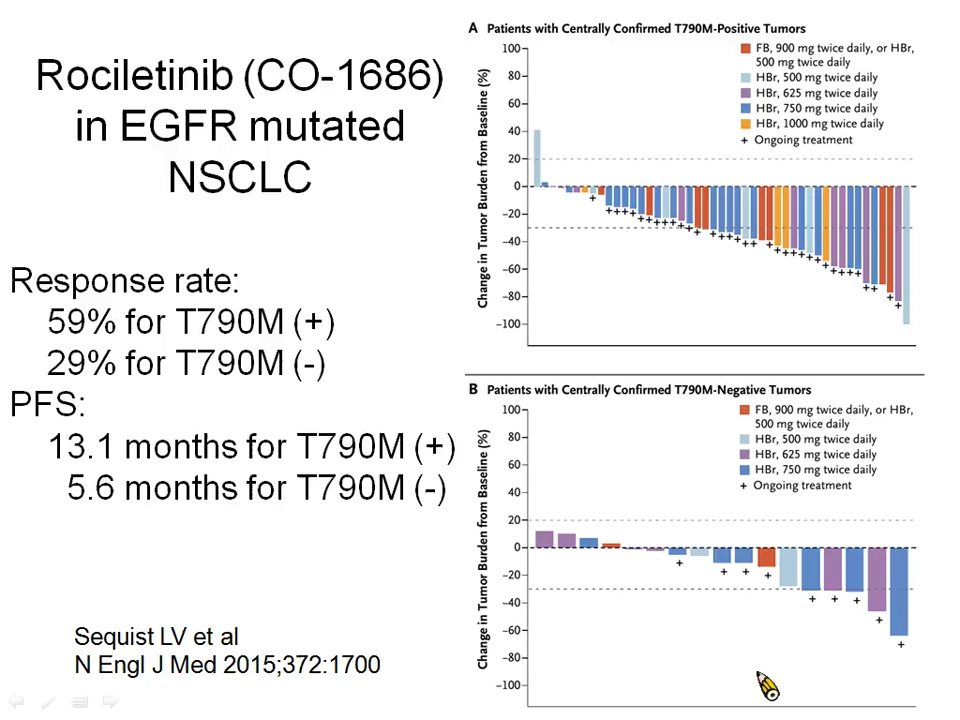 Rociletinib (CO-1686)
in EGFR mutated
NSCLC
Response rate:
59% for T790M (+)
29% for T790M (-)
PFS:
13.1 months for T790M (+)
5.6 months for T790M (-)
Sequist LV et al
N Engl J Med 2015;372:1700
A Patients with Centrally Confirmed T790M-Positive Tumors
Change in Tumor Burden from Baseline (%)
100
80
60
40
20
0
−20
−40
−60
−80
−100
FB, 900 mg twice daily, or HBr,
500 mg twice daily
HBr, 500 mg twice daily
HBr, 625 mg twice daily
HBr, 750 mg twice daily
HBr, 1000 mg twice daily
+ Ongoing treatment
B Patients with Centrally Confirmed T790M-Negative Tumors
Change in Tumor Burden from Baseline (%)
100
80
60
40
20
0
−20
−40
−60
−80
−100
FB, 900 mg twice daily, or HBr,
500 mg twice daily
HBr, 500 mg twice daily
HBr, 625 mg twice daily
HBr, 750 mg twice daily
+ Ongoing treatment